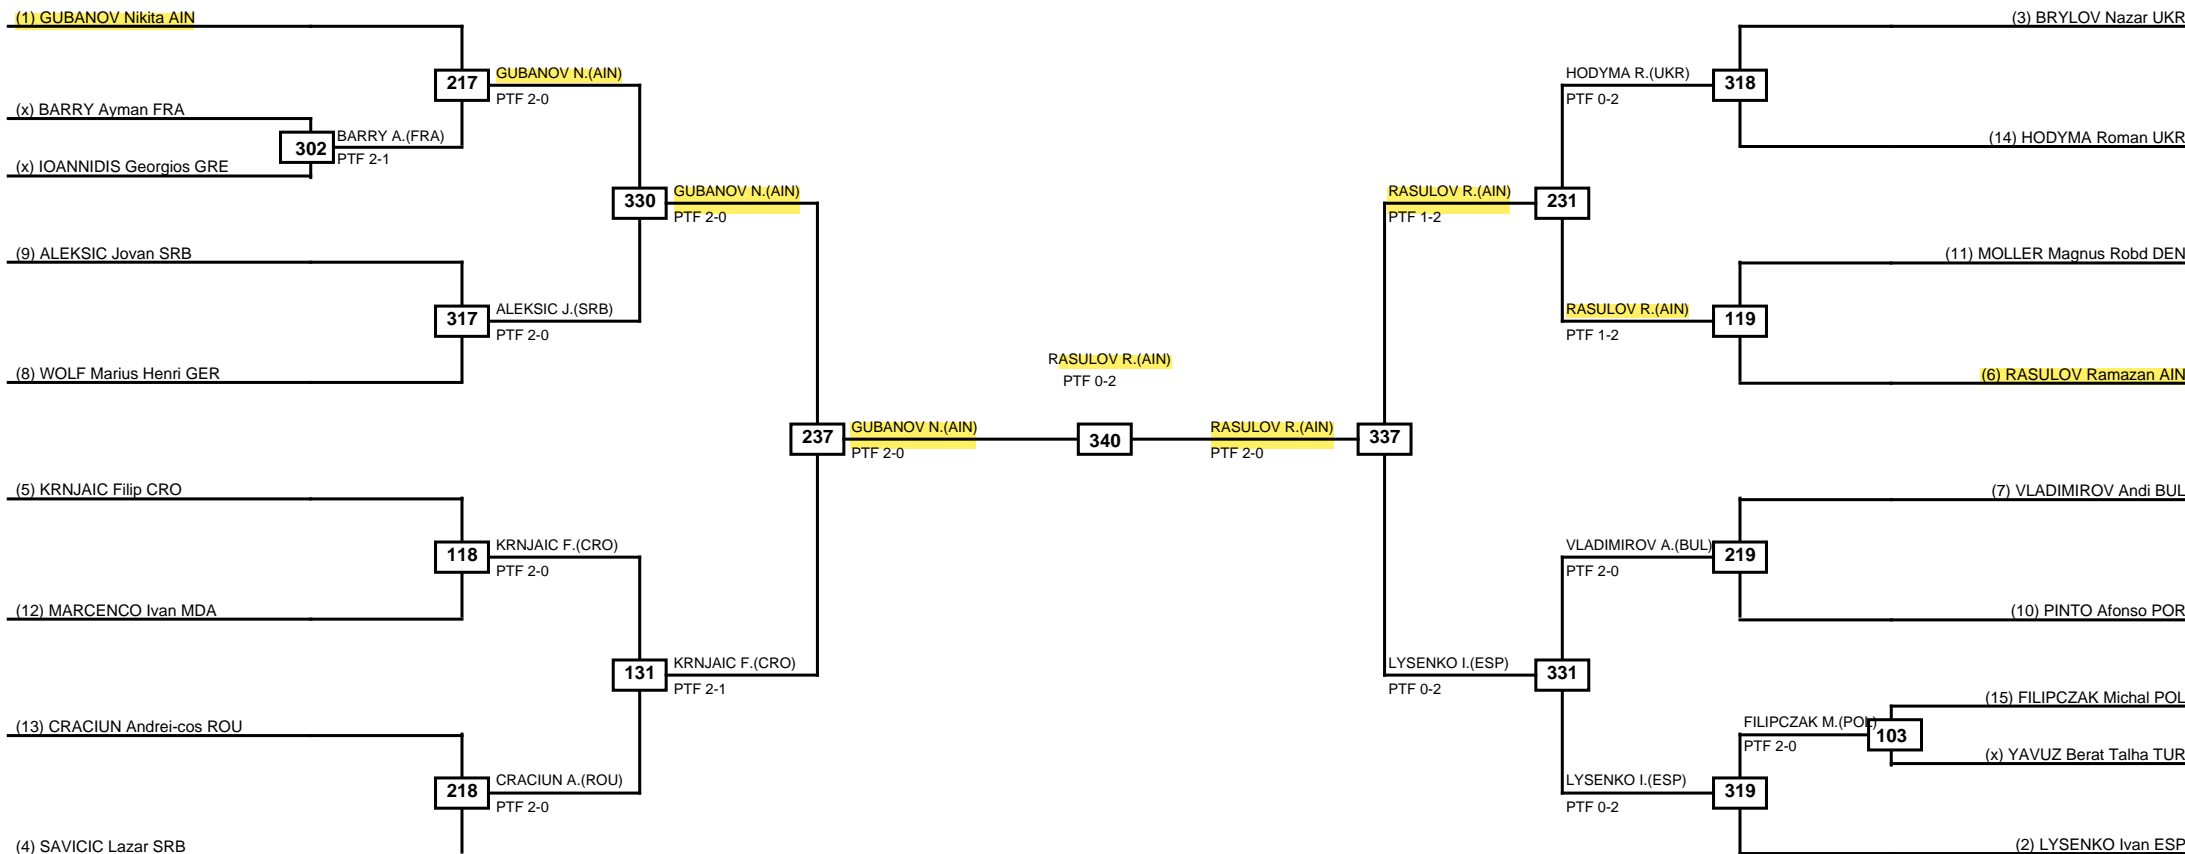 (1) GUBANOV Nikita AIN
(x) BARRY Ayman FRA
(x) IOANNIDIS Georgios GRE
(9) ALEKSIC Jovan SRB
(8) WOLF Marius Henri GER
(5) KRNJAIC Filip CRO
(12) MARCENCO Ivan MDA
(13) CRACIUN Andrei-cos ROU
(4) SAVICIC Lazar SRB
302
BARRY A.(FRA)
PTF 2-1
217
GUBANOV N.(AIN)
PTF 2-0
317
ALEKSIC J.(SRB)
PTF 2-0
118
KRNJAIC F.(CRO)
PTF 2-0
218
CRACIUN A.(ROU)
PTF 2-0
330
GUBANOV N.(AIN)
PTF 2-0
131
KRNJAIC F.(CRO)
PTF 2-1
237
GUBANOV N.(AIN)
PTF 2-0
RASULOV R.(AIN)
PTF 0-2
340
RASULOV R.(AIN)
PTF 2-0
337
RASULOV R.(AIN)
PTF 1-2
231
LYSENKO I.(ESP)
PTF 0-2
331
HODYMA R.(UKR)
PTF 0-2
318
RASULOV R.(AIN)
PTF 1-2
119
VLADIMIROV A.(BUL)
PTF 2-0
219
LYSENKO I.(ESP)
PTF 0-2
319
FILIPCZAK M.(POL)
PTF 2-0
103
(3) BRYLOV Nazar UKR
(14) HODYMA Roman UKR
(11) MOLLER Magnus Robd DEN
(6) RASULOV Ramazan AIN
(7) VLADIMIROV Andi BUL
(10) PINTO Afonso POR
(15) FILIPCZAK Michal POL
(x) YAVUZ Berat Talha TUR
(2) LYSENKO Ivan ESP